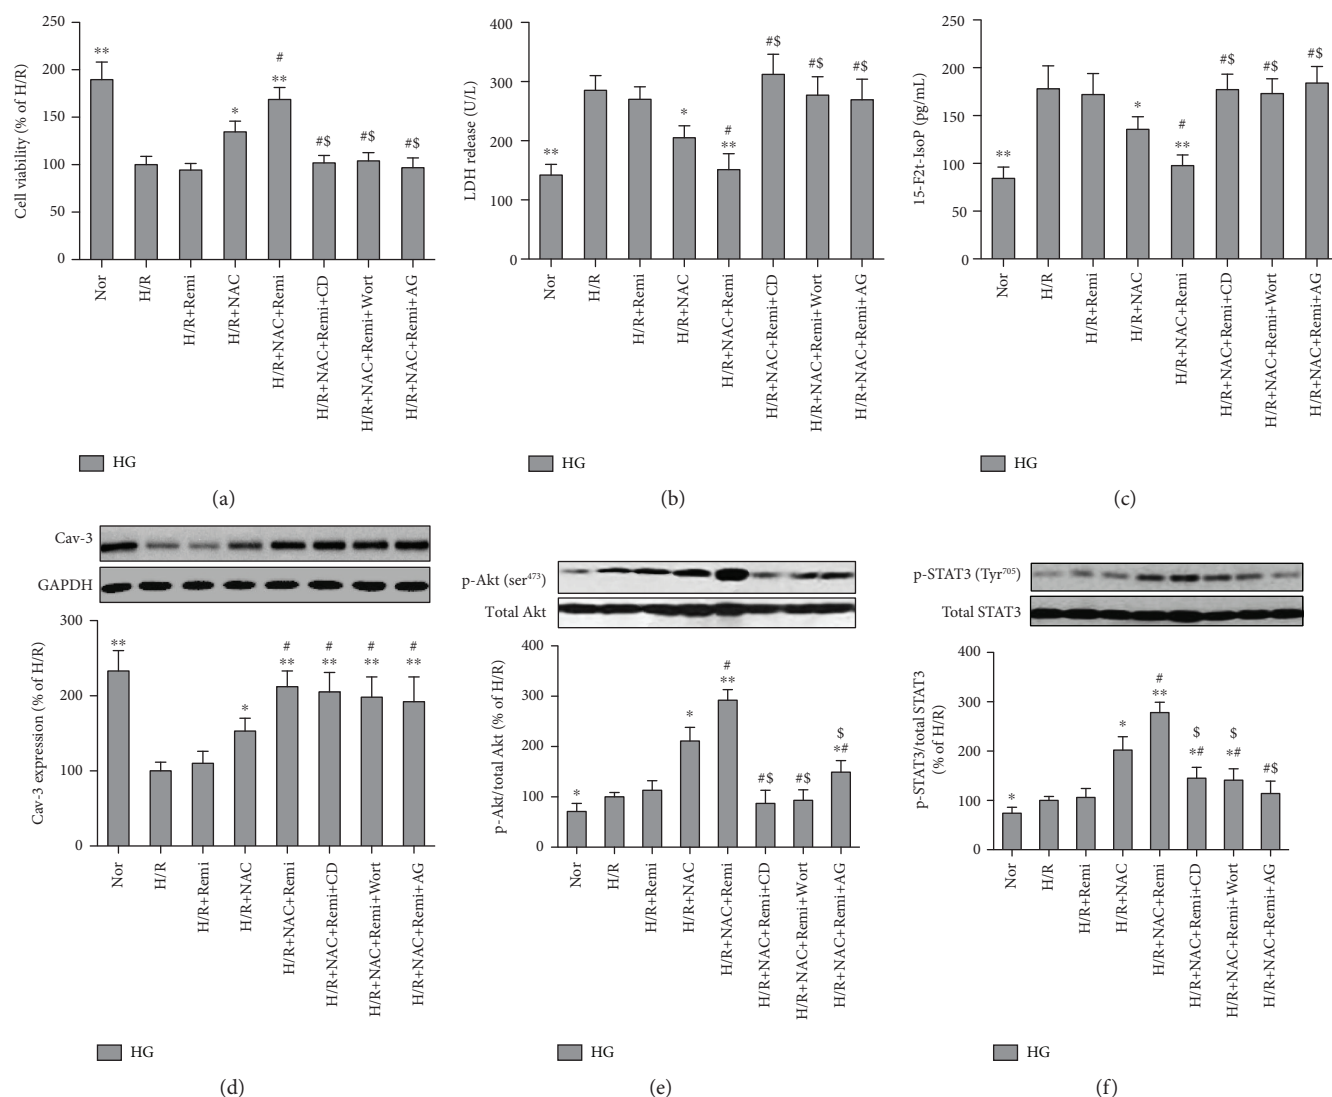 Cell viability (% of H/R)
250
200
150
100
50
0
**
*
#
**
#$
#$
#$
Nor
H/R
H/R+Remi
H/R+NAC
H/R+NAC+Remi
H/R+NAC+Remi+CD
H/R+NAC+Remi+Wort
H/R+NAC+Remi+AG
HG
(a)
LDH release (U/L)
400
300
200
100
0
**
*
#
**
#$
#$
#$
Nor
H/R
H/R+Remi
H/R+NAC
H/R+NAC+Remi
H/R+NAC+Remi+CD
H/R+NAC+Remi+Wort
H/R+NAC+Remi+AG
HG
(b)
15-F2t-IsoP (pg/mL)
250
200
150
100
50
0
**
*
#
**
#$
#$
#$
Nor
H/R
H/R+Remi
H/R+NAC
H/R+NAC+Remi
H/R+NAC+Remi+CD
H/R+NAC+Remi+Wort
H/R+NAC+Remi+AG
HG
(c)
Cav-3
GAPDH
Cav-3 expression (% of H/R)
300
200
100
0
**
*
#
**
#
**
#
**
#
**
Nor
H/R
H/R+Remi
H/R+NAC
H/R+NAC+Remi
H/R+NAC+Remi+CD
H/R+NAC+Remi+Wort
H/R+NAC+Remi+AG
HG
(d)
p-Akt (ser⁴⁷³)
Total Akt
p-Akt/total Akt (% of H/R)
400
300
200
100
0
*
*
#
**
#$
#$
$
*#
Nor
H/R
H/R+Remi
H/R+NAC
H/R+NAC+Remi
H/R+NAC+Remi+CD
H/R+NAC+Remi+Wort
H/R+NAC+Remi+AG
HG
(e)
p-STAT3 (Tyr⁷⁰⁵)
Total STAT3
p-STAT3/total STAT3
(% of H/R)
400
300
200
100
0
*
*
#
**
$
*#
$
*#
#$
Nor
H/R
H/R+Remi
H/R+NAC
H/R+NAC+Remi
H/R+NAC+Remi+CD
H/R+NAC+Remi+Wort
H/R+NAC+Remi+AG
HG
(f)